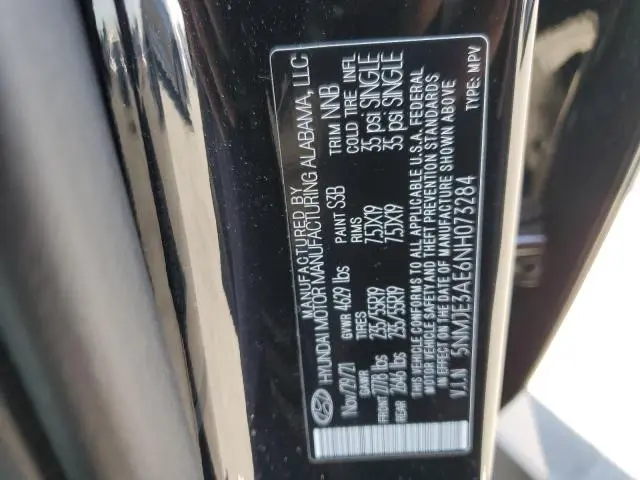 MANUFACTURED BY
HYUNDAI MOTOR MANUFACTURING ALABAMA, LLC
Nov/29/21 GVWR 4629 lbs PAINT S3B TRIM NNB
GAWR TIRES RIMS COLD TIRE INFL
FRONT 2778 lbs 235/55R19 7.5JX19 35 psi SINGLE
REAR 2646 lbs 235/55R19 7.5JX19 35 psi SINGLE
THIS VEHICLE CONFORMS TO ALL APPLICABLE U.S.A. FEDERAL
MOTOR VEHICLE SAFETY AND THEFT PREVENTION STANDARDS
IN EFFECT ON THE DATE OF MANUFACTURE SHOWN ABOVE
V.I.N 5NMJE3AE6NH073284 TYPE: MPV